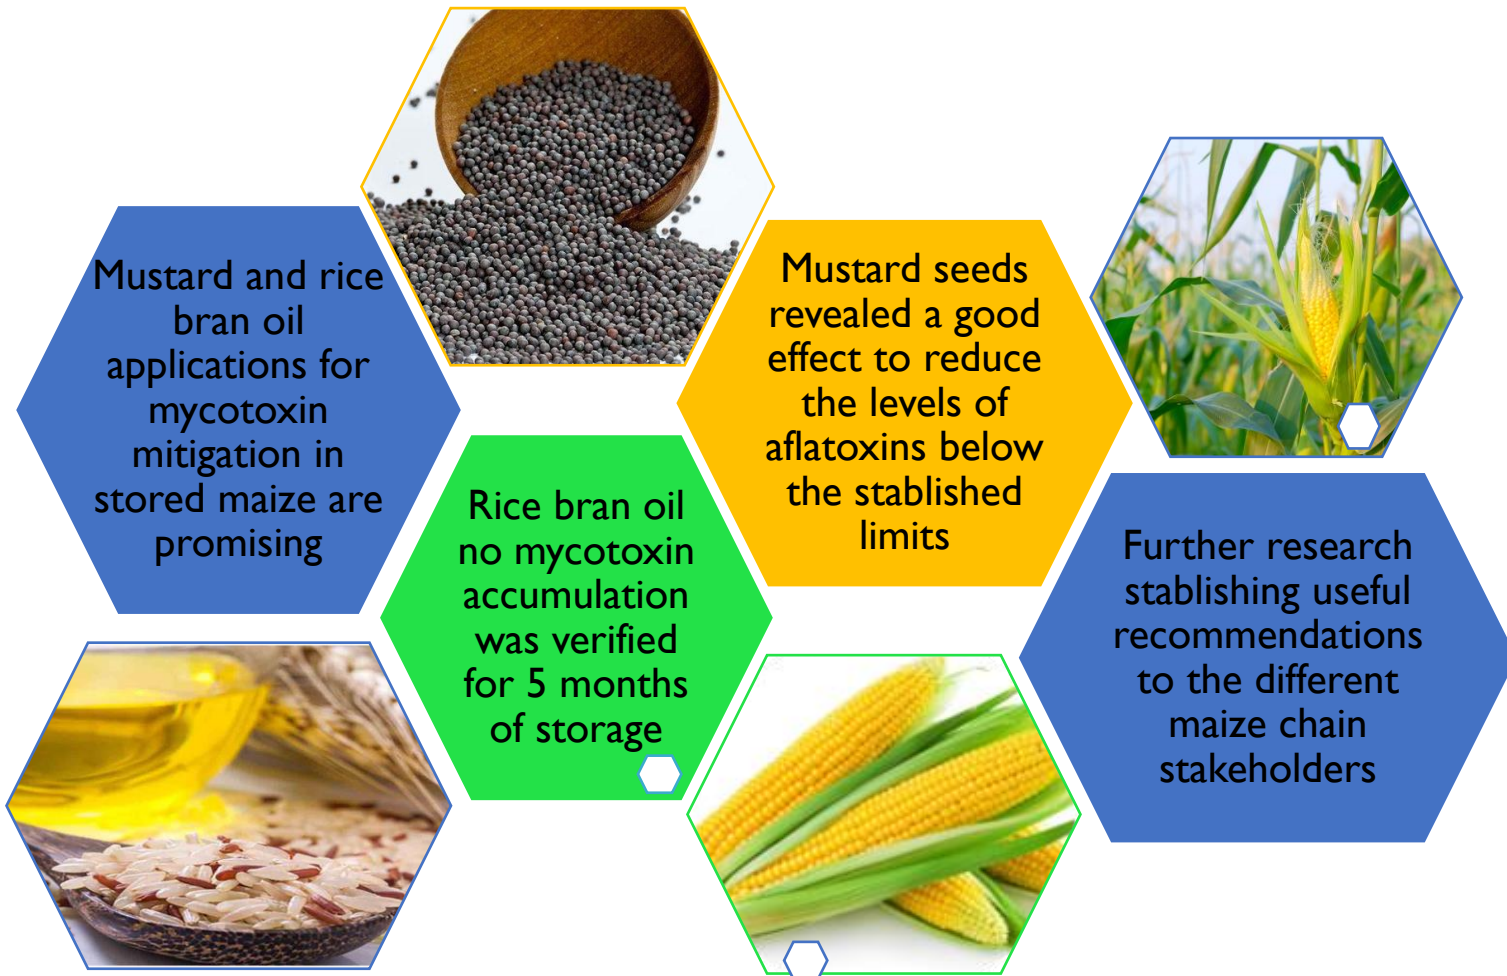 Mustard and rice
bran oil
applications for
mycotoxin
mitigation in
stored maize are
promising
Rice bran oil
no mycotoxin
accumulation
was verified
for 5 months
of storage
Mustard seeds
revealed a good
effect to reduce
the levels of
aflatoxins below
the stablished
limits
Further research
stablishing useful
recommendations
to the different
maize chain
stakeholders